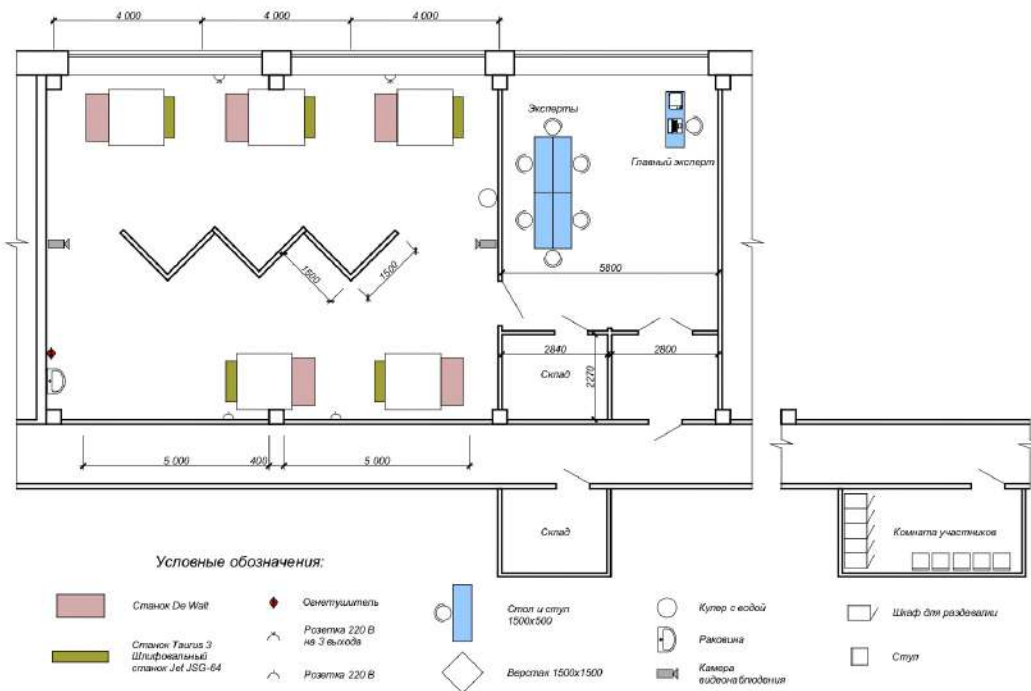 4 000
4 000
4 000
Эксперты
Главный эксперт
1500
1500
5800
2840
2800
Склад
2270
5 000
400
5 000
Склад
Комната участников
Условные обозначения:
Станок De Walt
Станок Taurus 3
Шлифовальный
станок Jet JSG-64
Огнетушитель
Розетка 220 В
на 3 выхода
Розетка 220 В
Стол и стул
1500x500
Верстак 1500x1500
Кулер с водой
Раковина
Камера
видеонаблюдения
Шкаф для раздевалки
Стул